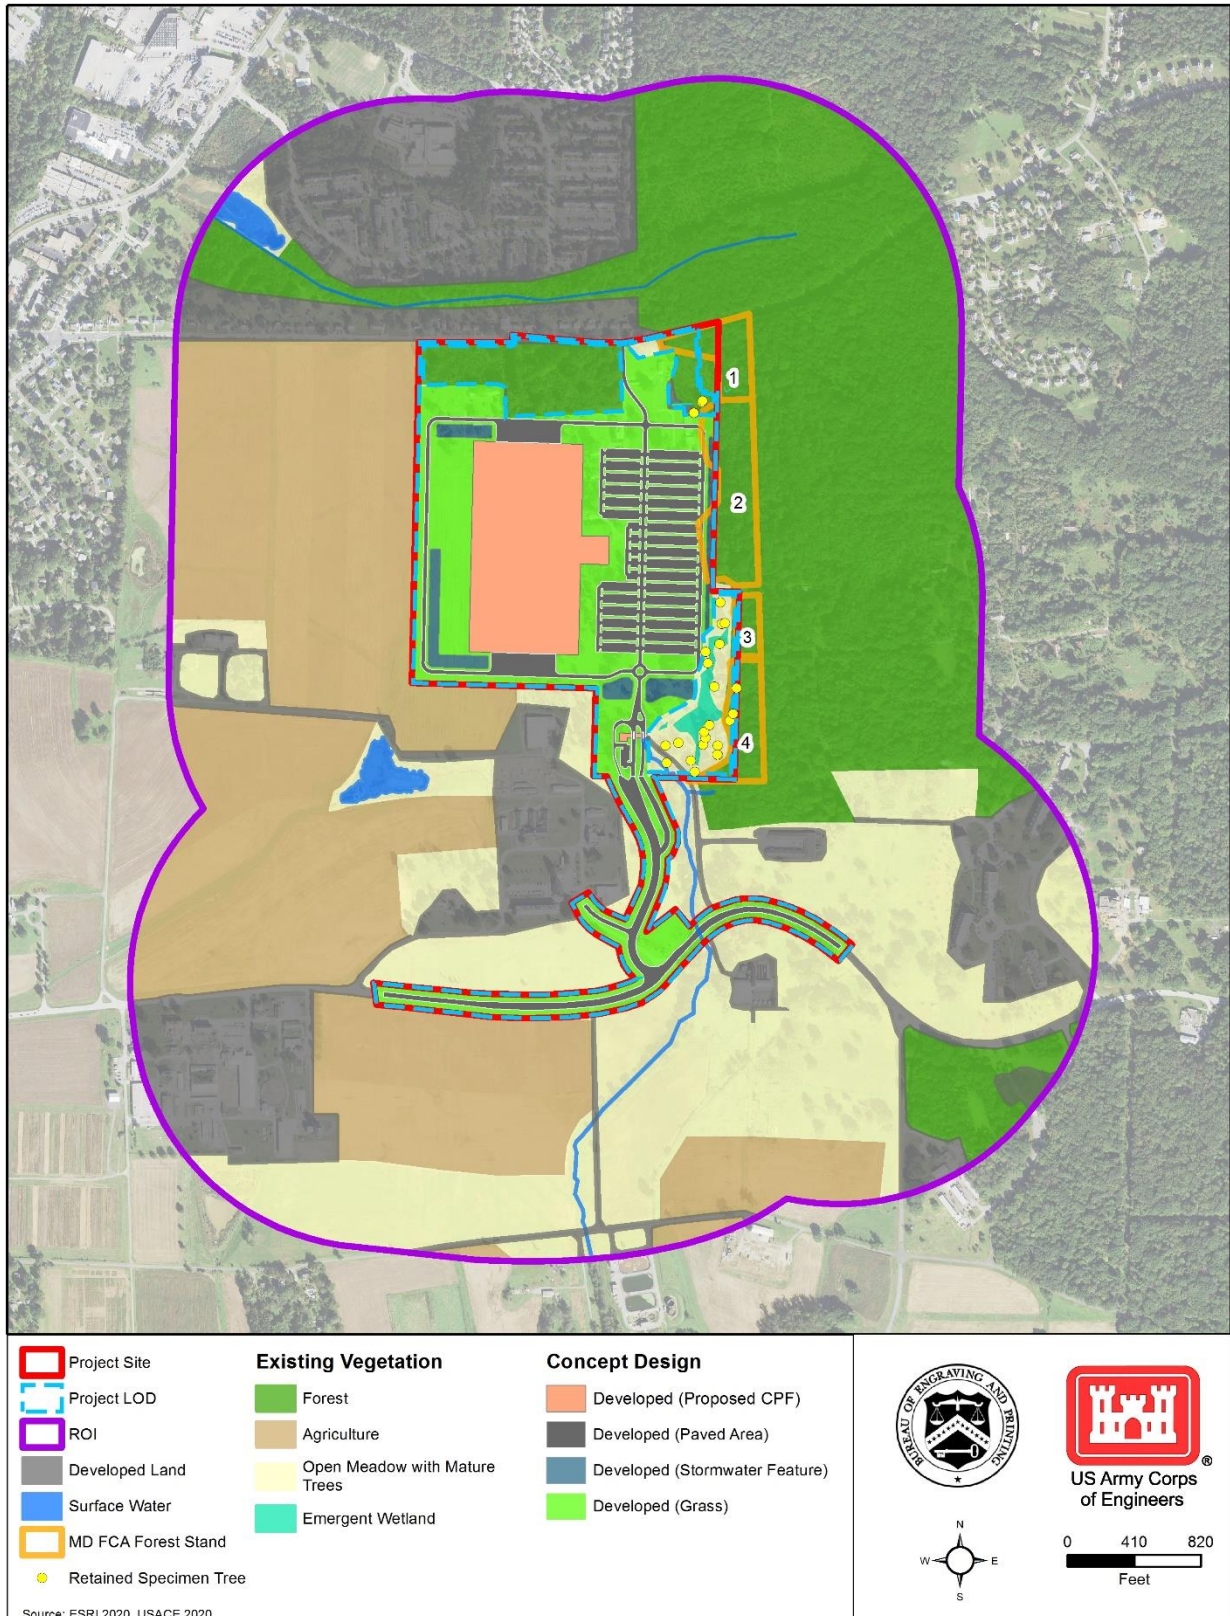 1
2
3
4
Project Site
Project LOD
ROI
Developed Land
Surface Water
MD FCA Forest Stand
Retained Specimen Tree
Source: ESRI 2020, USACE 2020
Existing Vegetation
Forest
Agriculture
Open Meadow with Mature
Trees
Emergent Wetland
Concept Design
Developed (Proposed CPF)
Developed (Paved Area)
Developed (Stormwater Feature)
Developed (Grass)
BUREAU OF ENGRAVING AND PRINTING
®
US Army Corps
of Engineers
N
W E
S
0 410 820
Feet